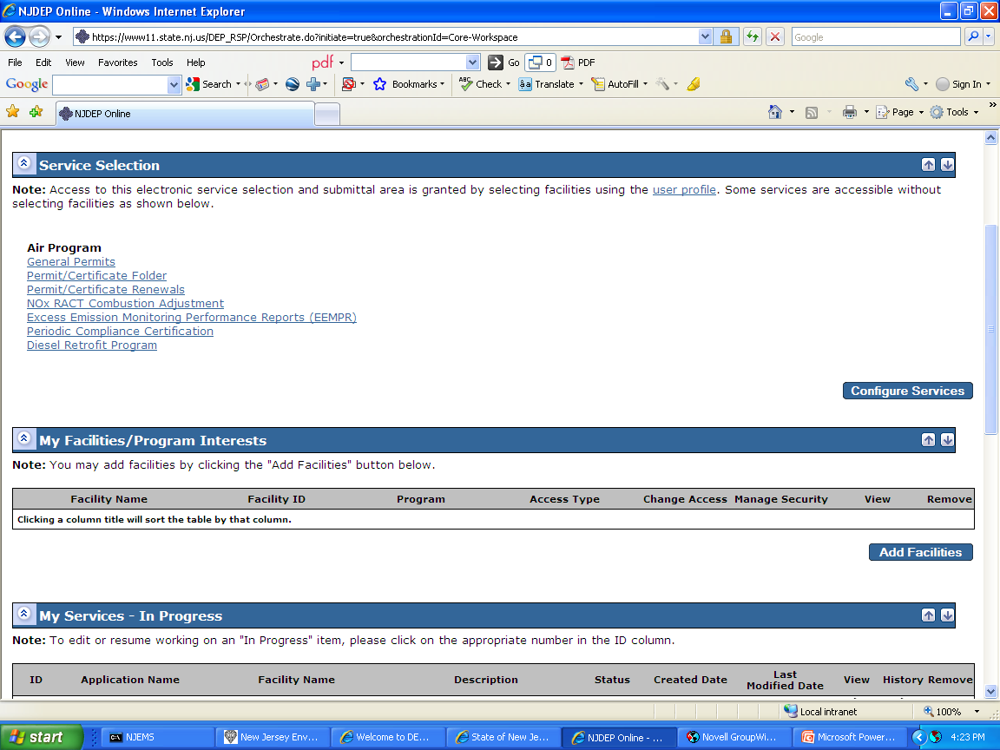 NJDEP Online - Windows Internet Explorer
https://www11.state.nj.us/DEP_RSP/Orchestrate.do?initiate=true&orchestrationId=Core-Workspace
Google
File Edit View Favorites Tools Help
pdf Go 0 PDF
Google Search Bookmarks ABC Check aä Translate AutoFill Sign In
NJDEP Online Page Tools »
Service Selection
Note: Access to this electronic service selection and submittal area is granted by selecting facilities using the user profile. Some services are accessible without
selecting facilities as shown below.
Air Program
General Permits
Permit/Certificate Folder
Permit/Certificate Renewals
NOx RACT Combustion Adjustment
Excess Emission Monitoring Performance Reports (EEMPR)
Periodic Compliance Certification
Diesel Retrofit Program
Configure Services
My Facilities/Program Interests
Note: You may add facilities by clicking the "Add Facilities" button below.
Facility Name Facility ID Program Access Type Change Access Manage Security View Remove
Clicking a column title will sort the table by that column.
Add Facilities
My Services - In Progress
Note: To edit or resume working on an "In Progress" item, please click on the appropriate number in the ID column.
ID Application Name Facility Name Description Status Created Date Last Modified Date View History Remove
Local intranet 100%
start NJEMS New Jersey Env... Welcome to DE... State of New Je... NJDEP Online - ... Novell GroupWi... Microsoft Power... 4:23 PM